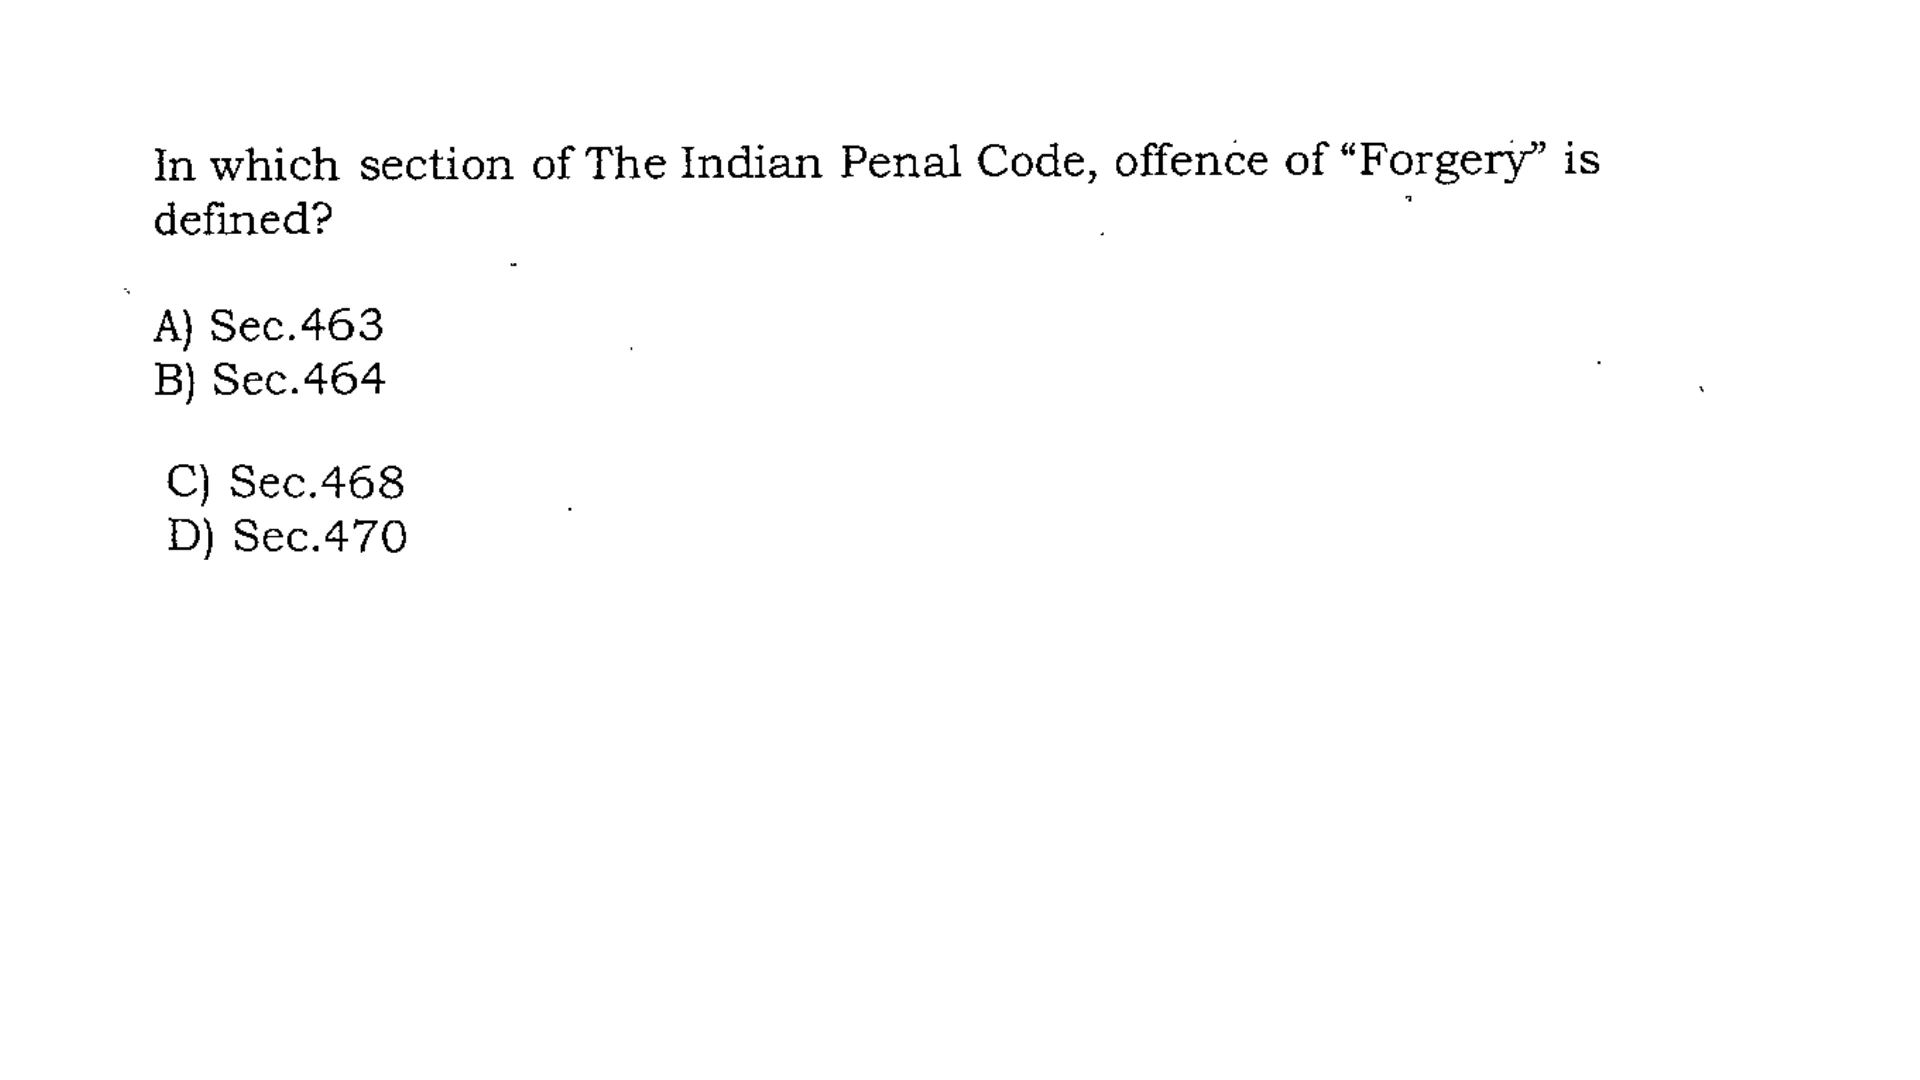 In which section of The Indian Penal Code, offence of “Forgery” is
defined?
A) Sec.463
B) Sec.464
C) Sec.468
D) Sec.470